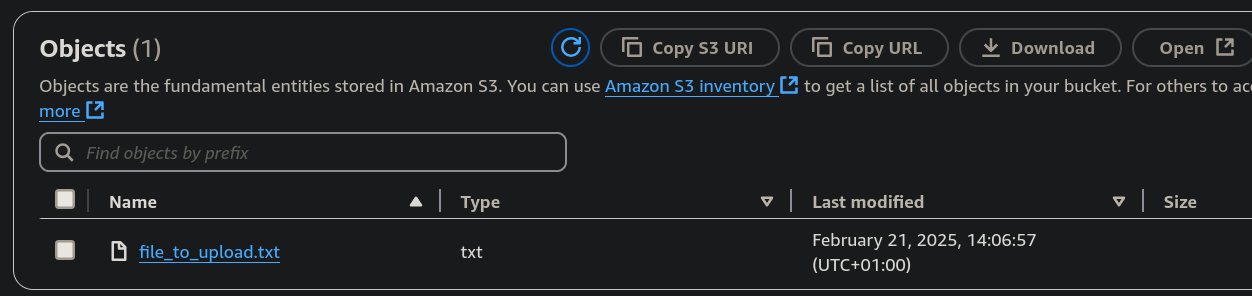 Objects (1)
Copy S3 URI
Copy URL
Download
Open
Objects are the fundamental entities stored in Amazon S3. You can use Amazon S3 inventory to get a list of all objects in your bucket. For others to
more
Find objects by prefix
Name
Type
Last modified
Size
file_to_upload.txt
txt
February 21, 2025, 14:06:57
(UTC+01:00)